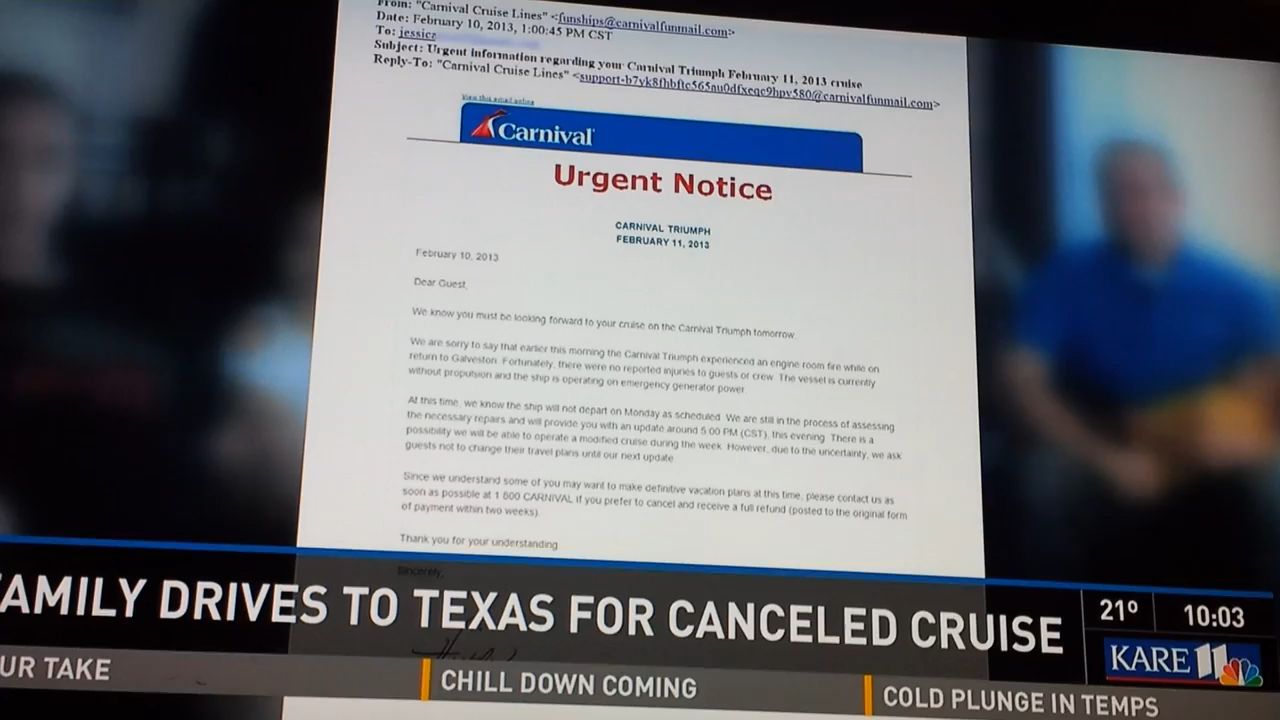 From: "Carnival Cruise Lines" <funships@carnivalfunmail.com>
Date: February 10, 2013, 1:00:45 PM CST
To: jessica
Subject: Urgent information regarding your Carnival Triumph February 11, 2013 cruise
Reply-To: "Carnival Cruise Lines" <support-b7yk8fhbftc565au0dfxeqc9hpv580@carnivalfunmail.com>
View this email online
Carnival
Urgent Notice
CARNIVAL TRIUMPH
FEBRUARY 11, 2013
February 10, 2013
Dear Guest,
We know you must be looking forward to your cruise on the Carnival Triumph tomorrow.
We are sorry to say that earlier this morning the Carnival Triumph experienced an engine room fire while on
return to Galveston. Fortunately, there were no reported injuries to guests or crew. The vessel is currently
without propulsion and the ship is operating on emergency generator power.
At this time, we know the ship will not depart on Monday as scheduled. We are still in the process of assessing
the necessary repairs and will provide you with an update around 5:00 PM (CST), this evening. There is a
possibility we will be able to operate a modified cruise during the week. However, due to the uncertainty, we ask
guests not to change their travel plans until our next update.
Since we understand some of you may want to make definitive vacation plans at this time, please contact us as
soon as possible at 1 800 CARNIVAL if you prefer to cancel and receive a full refund (posted to the original form
of payment within two weeks).
Thank you for your understanding.
Sincerely,
AMILY DRIVES TO TEXAS FOR CANCELED CRUISE
21° 10:03
KARE 11
UR TAKE
CHILL DOWN COMING
COLD PLUNGE IN TEMPS